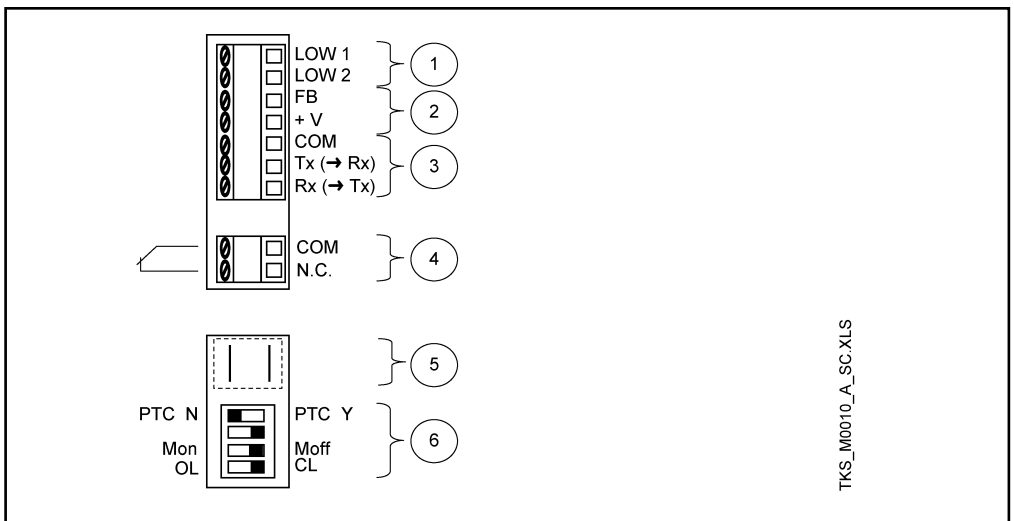 LOW 1
LOW 2
1
FB
+ V
2
COM
Tx (→ Rx)
Rx (→ Tx)
3
COM
N.C.
4
5
PTC N PTC Y
Mon Moff
OL CL
6
TKS_M0010_A_SC.XLS